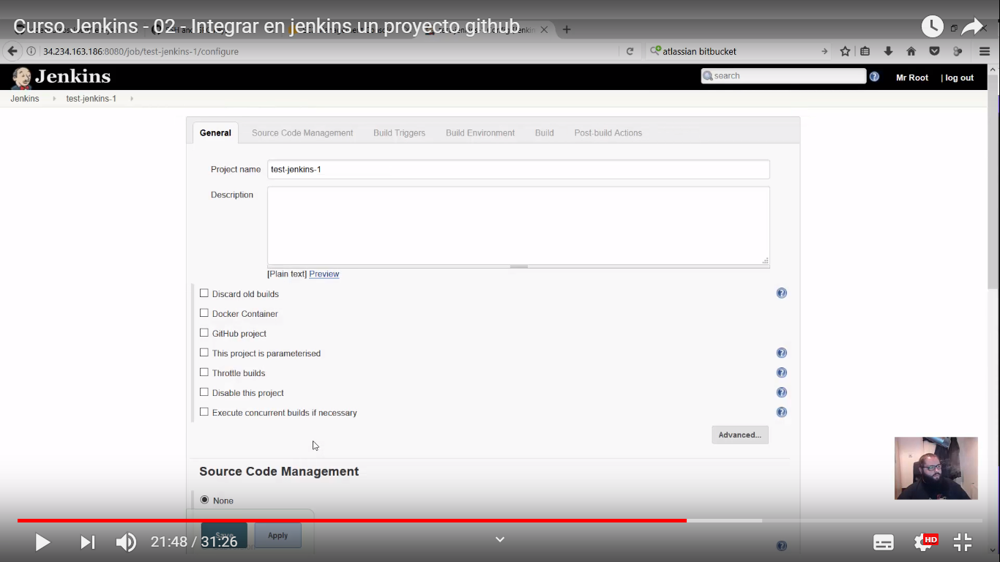 Curso Jenkins - 02 - Integrar en jenkins un proyecto github
34.234.163.186:8080/job/test-jenkins-1/configure
atlassian bitbucket
Jenkins
search
Mr Root
| log out
Jenkins
test-jenkins-1
General
Source Code Management
Build Triggers
Build Environment
Build
Post-build Actions
Project name
test-jenkins-1
Description
[Plain text] Preview
Discard old builds
Docker Container
GitHub project
This project is parameterised
Throttle builds
Disable this project
Execute concurrent builds if necessary
Advanced...
Source Code Management
None
Save
Apply
21:48 / 31:26
HD